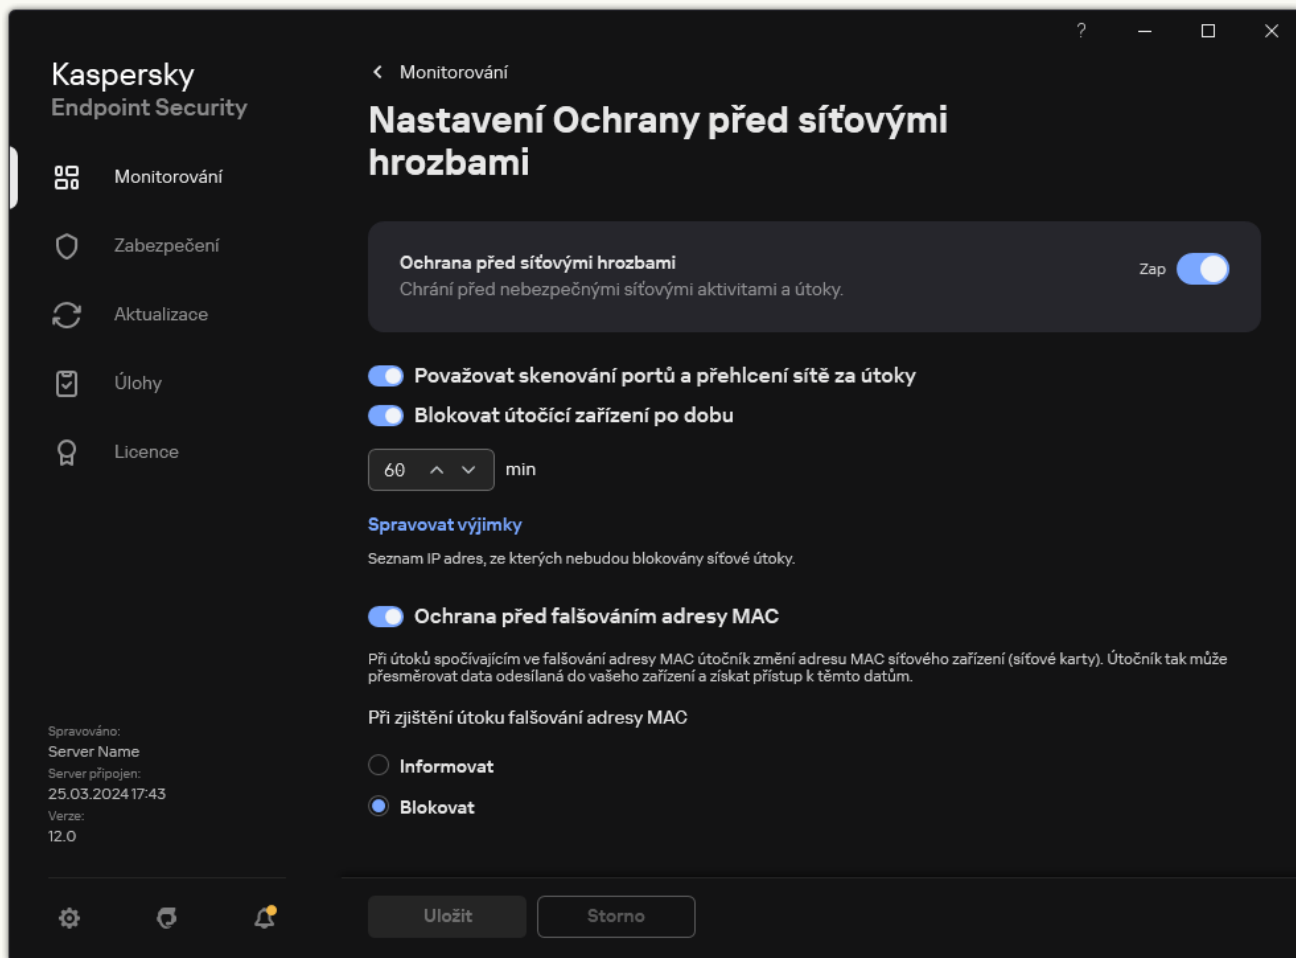 ?
Kaspersky
Endpoint Security
Monitorování
Zabezpečení
Aktualizace
Úlohy
Licence
Spravováno:
Server Name
Server připojen:
25.03.2024 17:43
Verze:
12.0
Monitorování
Nastavení Ochrany před síťovými
hrozbami
Ochrana před síťovými hrozbami
Chrání před nebezpečnými síťovými aktivitami a útoky.
Zap
Považovat skenování portů a přehlcení sítě za útoky
Blokovat útočící zařízení po dobu
60 min
Spravovat výjimky
Seznam IP adres, ze kterých nebudou blokovány síťové útoky.
Ochrana před falšováním adresy MAC
Při útoků spočívajícím ve falšování adresy MAC útočník změní adresu MAC síťového zařízení (síťové karty). Útočník tak může
přesměrovat data odesílaná do vašeho zařízení a získat přístup k těmto datům.
Při zjištění útoku falšování adresy MAC
Informovat
Blokovat
Uložit
Storno